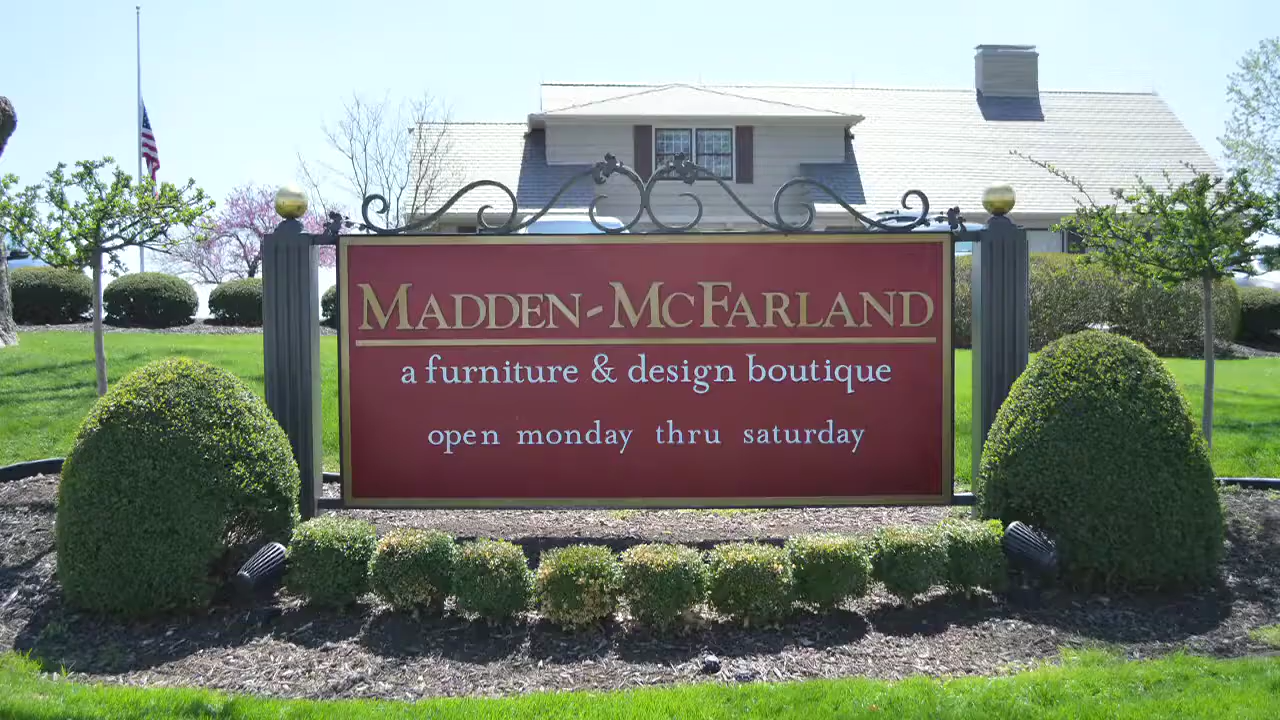 MADDEN-MCFARLAND
a furniture & design boutique
open monday thru saturday